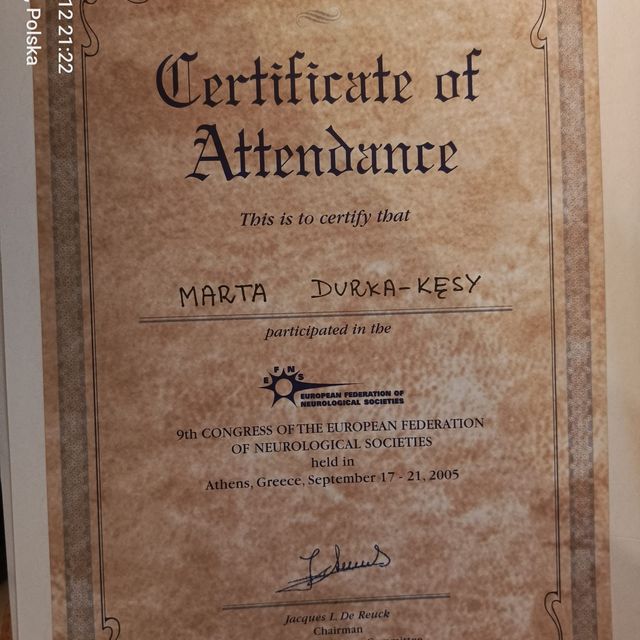 12 21:22
, Polska
Certificate of
Attendance
This is to certify that
MARTA DURKA-KĘSY
participated in the
EFNS
EUROPEAN FEDERATION OF
NEUROLOGICAL SOCIETIES
9th CONGRESS OF THE EUROPEAN FEDERATION
OF NEUROLOGICAL SOCIETIES
held in
Athens, Greece, September 17 - 21, 2005
Jacques L. De Reuck
Chairman
Committee